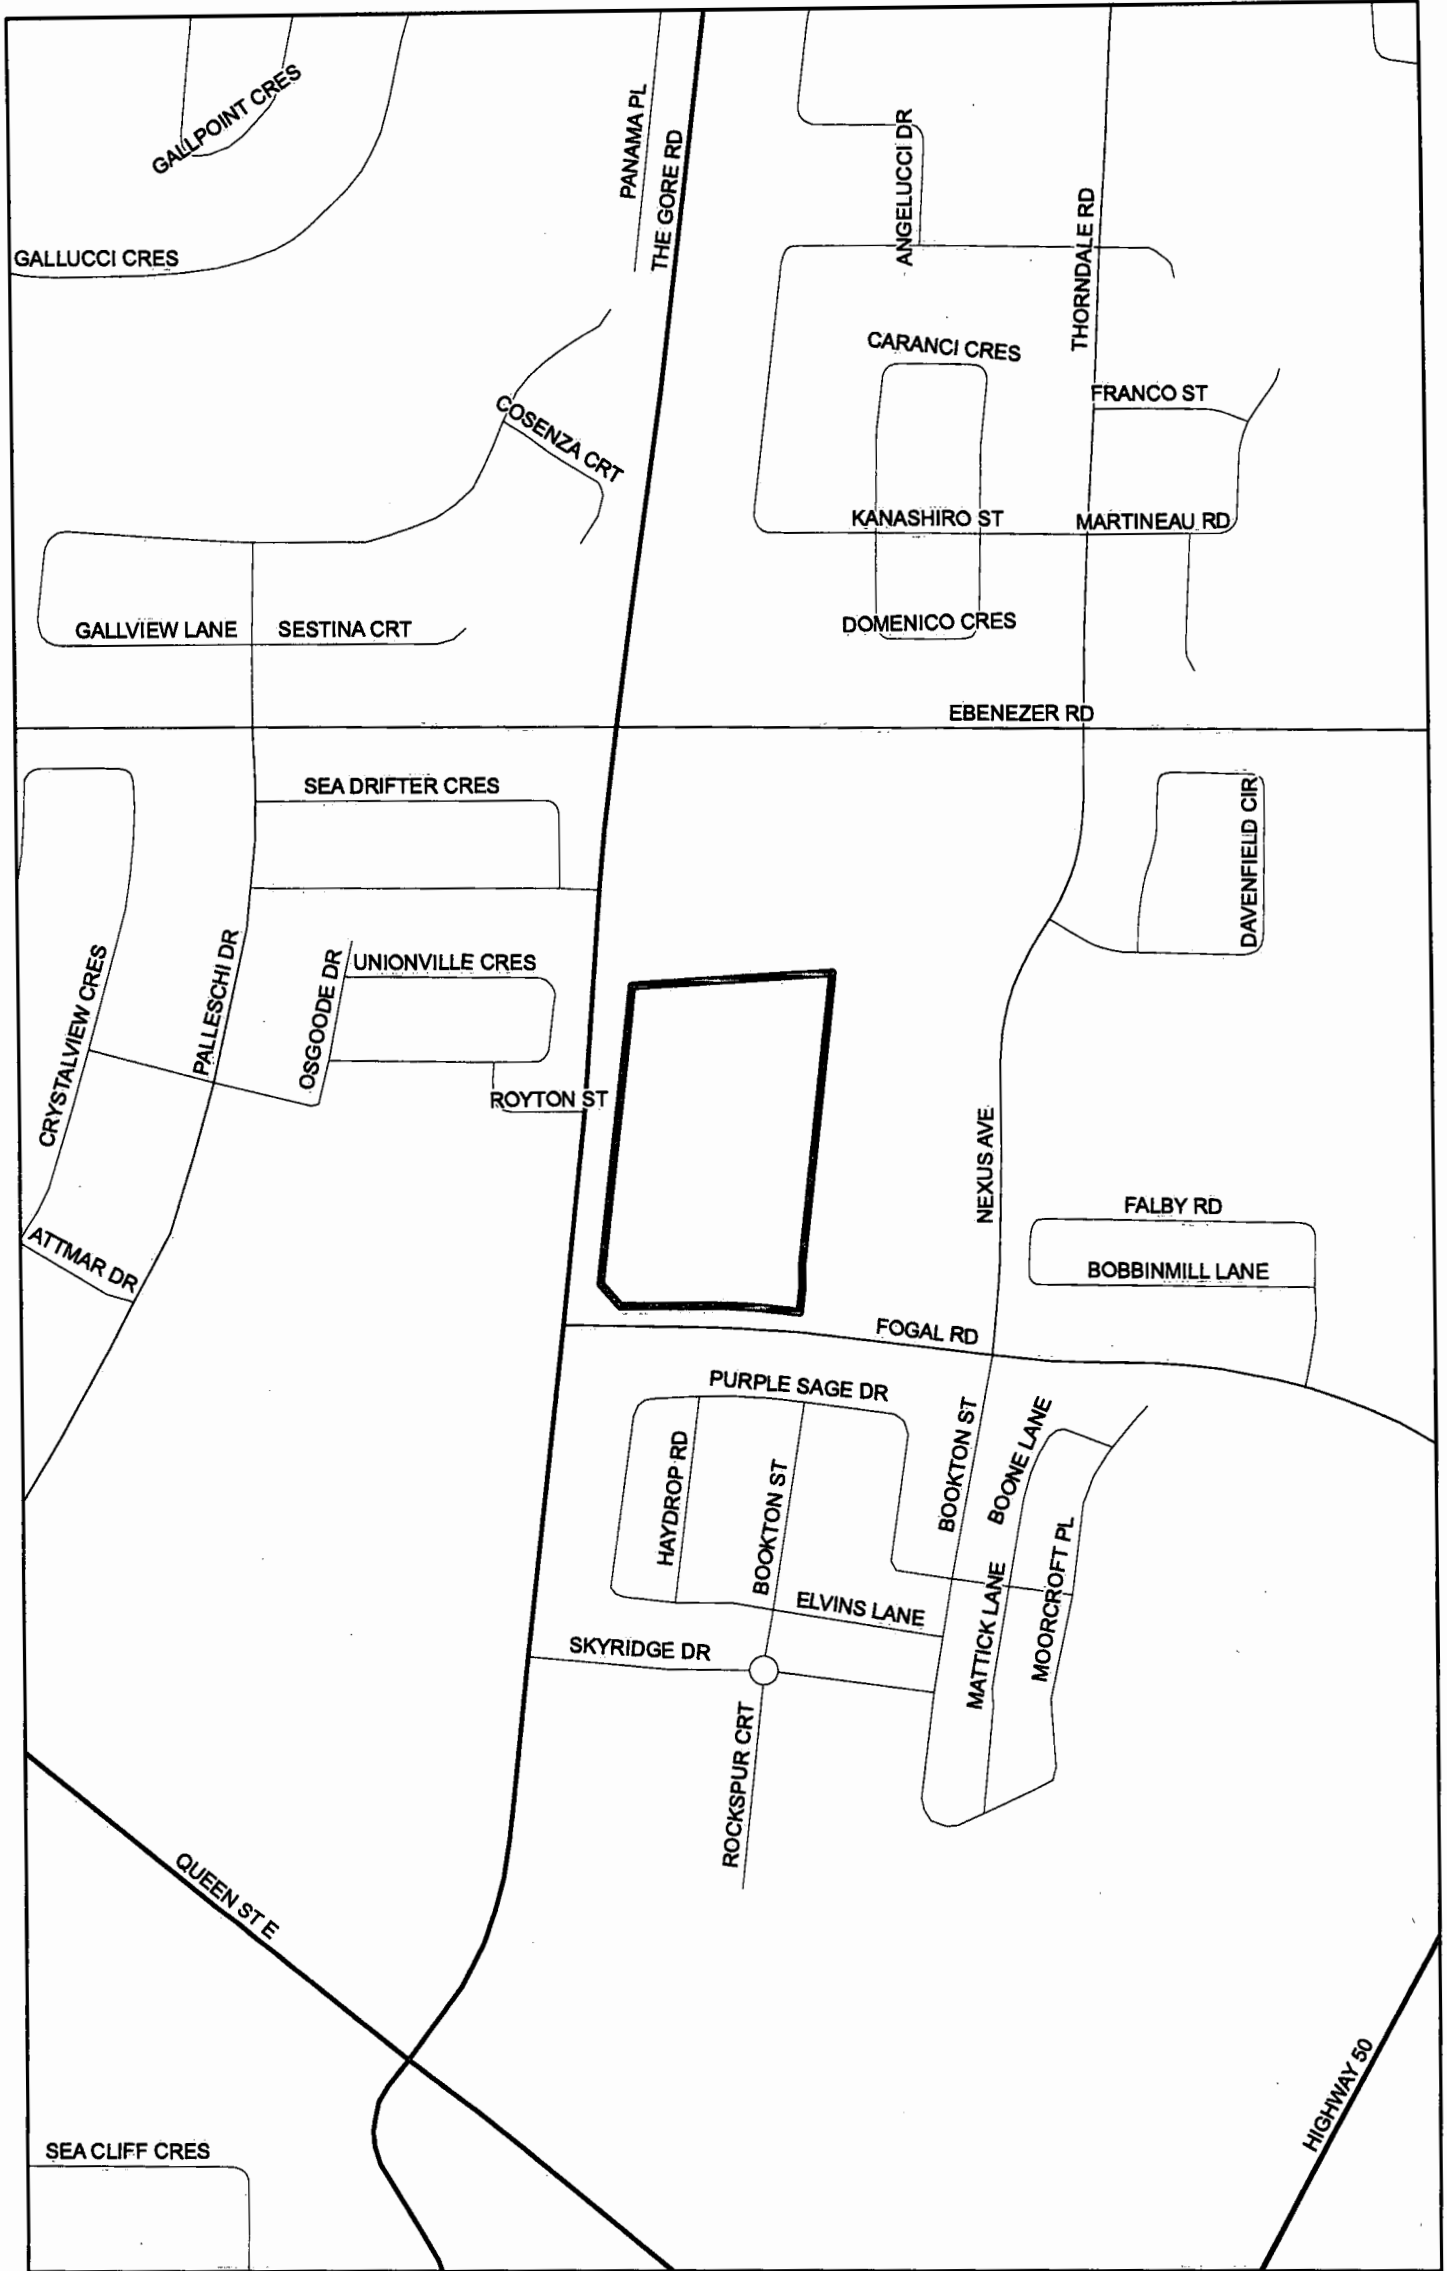 GALLPOINT CRES
PANAMA PL
THE GORE RD
ANGELUCCI DR
THORNDALE RD
GALLUCCI CRES
CARANCI CRES
FRANCO ST
COSENZA CRT
KANASHIRO ST
MARTINEAU RD
GALLVIEW LANE
SESTINA CRT
DOMENICO CRES
EBENEZER RD
SEA DRIFTER CRES
DAVENFIELD CIR
CRYSTALVIEW CRES
PALLESCHI DR
OSGOODE DR
UNIONVILLE CRES
ROYTON ST
NEXUS AVE
FALBY RD
ATTMAR DR
BOBBINMILL LANE
FOGAL RD
PURPLE SAGE DR
HAYDROP RD
BOOKTON ST
BOOKTON ST
BOONE LANE
ELVINS LANE
MATTICK LANE
MOORCROFT PL
SKYRIDGE DR
ROCKSPUR CRT
QUEEN ST E
HIGHWAY 50
SEA CLIFF CRES